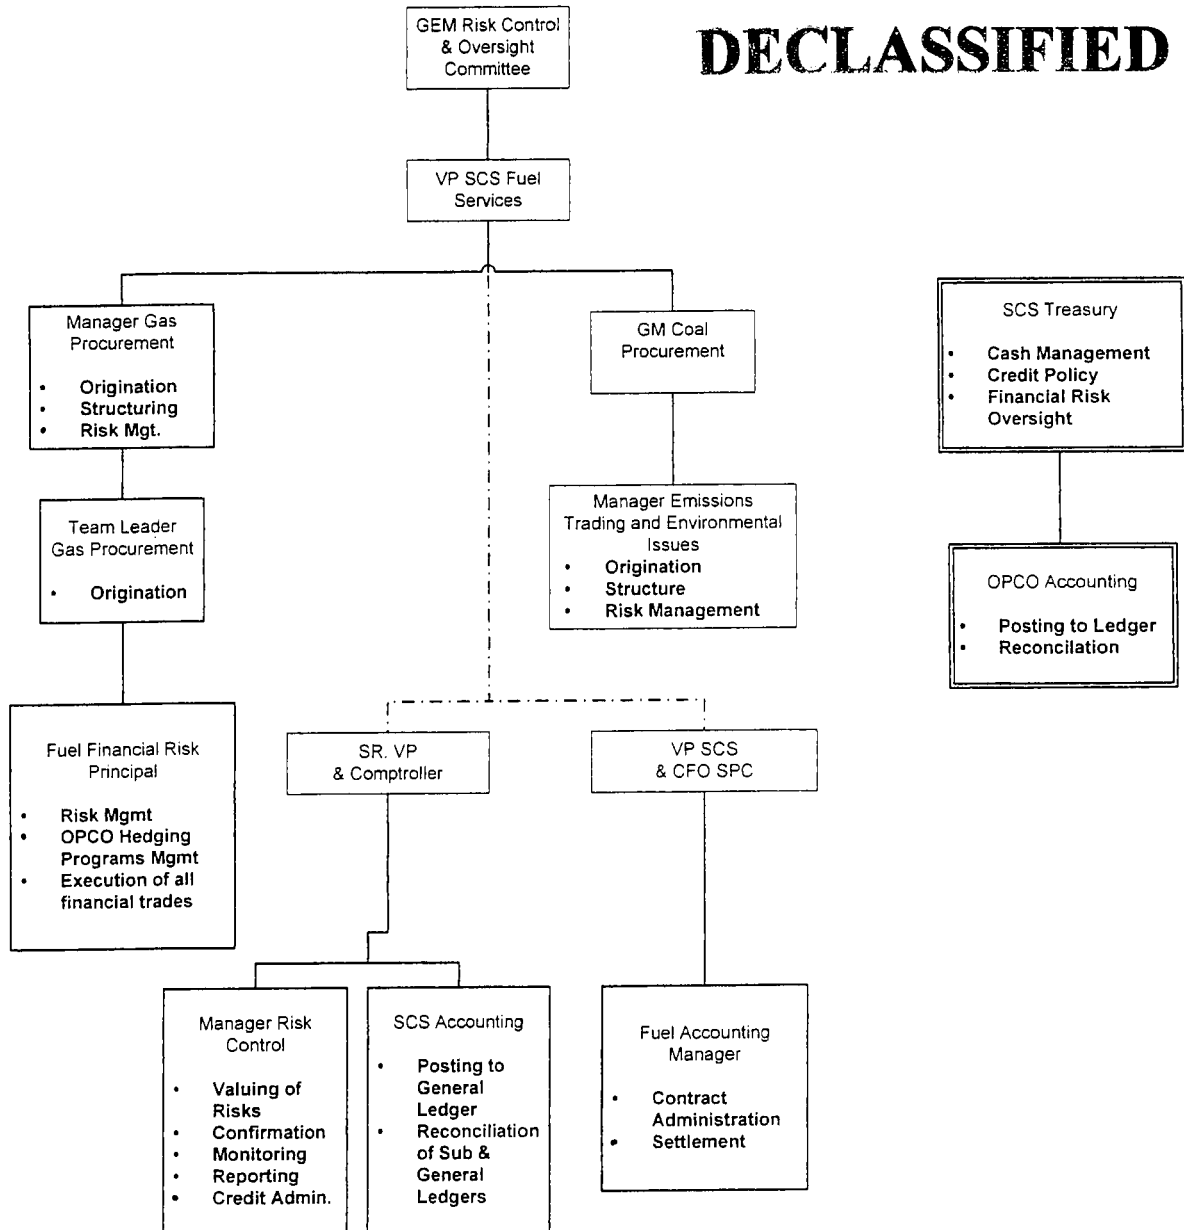 GEM Risk Control
& Oversight
Committee
DECLASSIFIED
VP SCS Fuel
Services
Manager Gas
Procurement
• Origination
• Structuring
• Risk Mgt.
GM Coal
Procurement
SCS Treasury
• Cash Management
• Credit Policy
• Financial Risk
Oversight
Team Leader
Gas Procurement
• Origination
Manager Emissions
Trading and Environmental
Issues
• Origination
• Structure
• Risk Management
OPCO Accounting
• Posting to Ledger
• Reconcilation
Fuel Financial Risk
Principal
• Risk Mgmt
• OPCO Hedging
Programs Mgmt
• Execution of all
financial trades
SR. VP
& Comptroller
VP SCS
& CFO SPC
Manager Risk
Control
• Valuing of
Risks
• Confirmation
• Monitoring
• Reporting
• Credit Admin.
SCS Accounting
• Posting to
General
Ledger
• Reconciliation
of Sub &
General
Ledgers
Fuel Accounting
Manager
• Contract
Administration
• Settlement